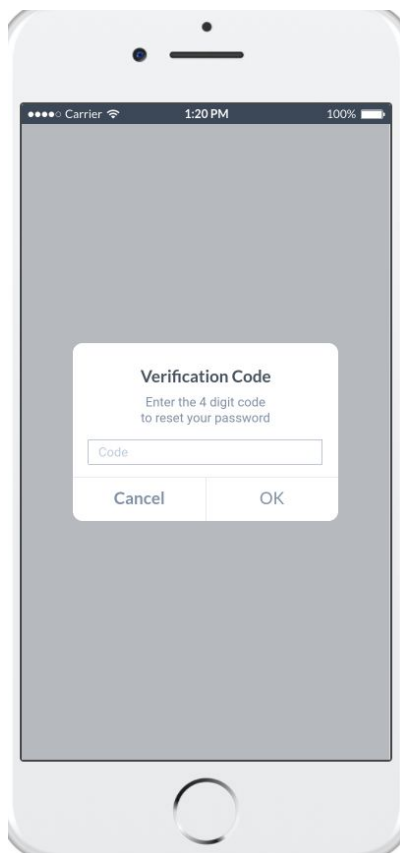 Carrier 1:20 PM 100%
Verification Code
Enter the 4 digit code
to reset your password
Code
Cancel OK